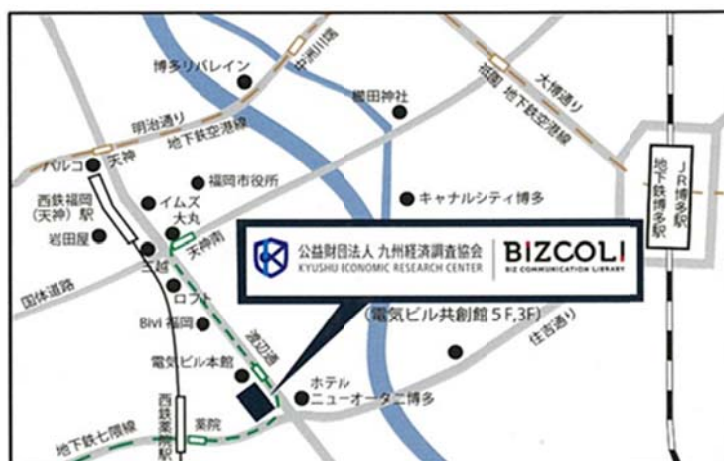 博多リバレイン
中洲川端
櫛田神社
祇園
大博通り
地下鉄空港線
明治通り
地下鉄空港線
パルコ
天神
福岡市役所
西鉄福岡
(天神)駅
イムズ
大丸
キャナルシティ博多
JR博多駅
地下鉄博多駅
岩田屋
天神南
三越
公益財団法人 九州経済調査協会
KYUSHU ICONOMIC RESEARCH CENTER
BIZCOLI
BIZ COMMUNICATION LIBRARY
国体道路
ロフト
(電気ビル共創館5F,3F)
Bivi 福岡
渡辺通
住吉通り
電気ビル本館
ホテル
ニューオータニ博多
西鉄薬院駅
薬院
地下鉄七隈線